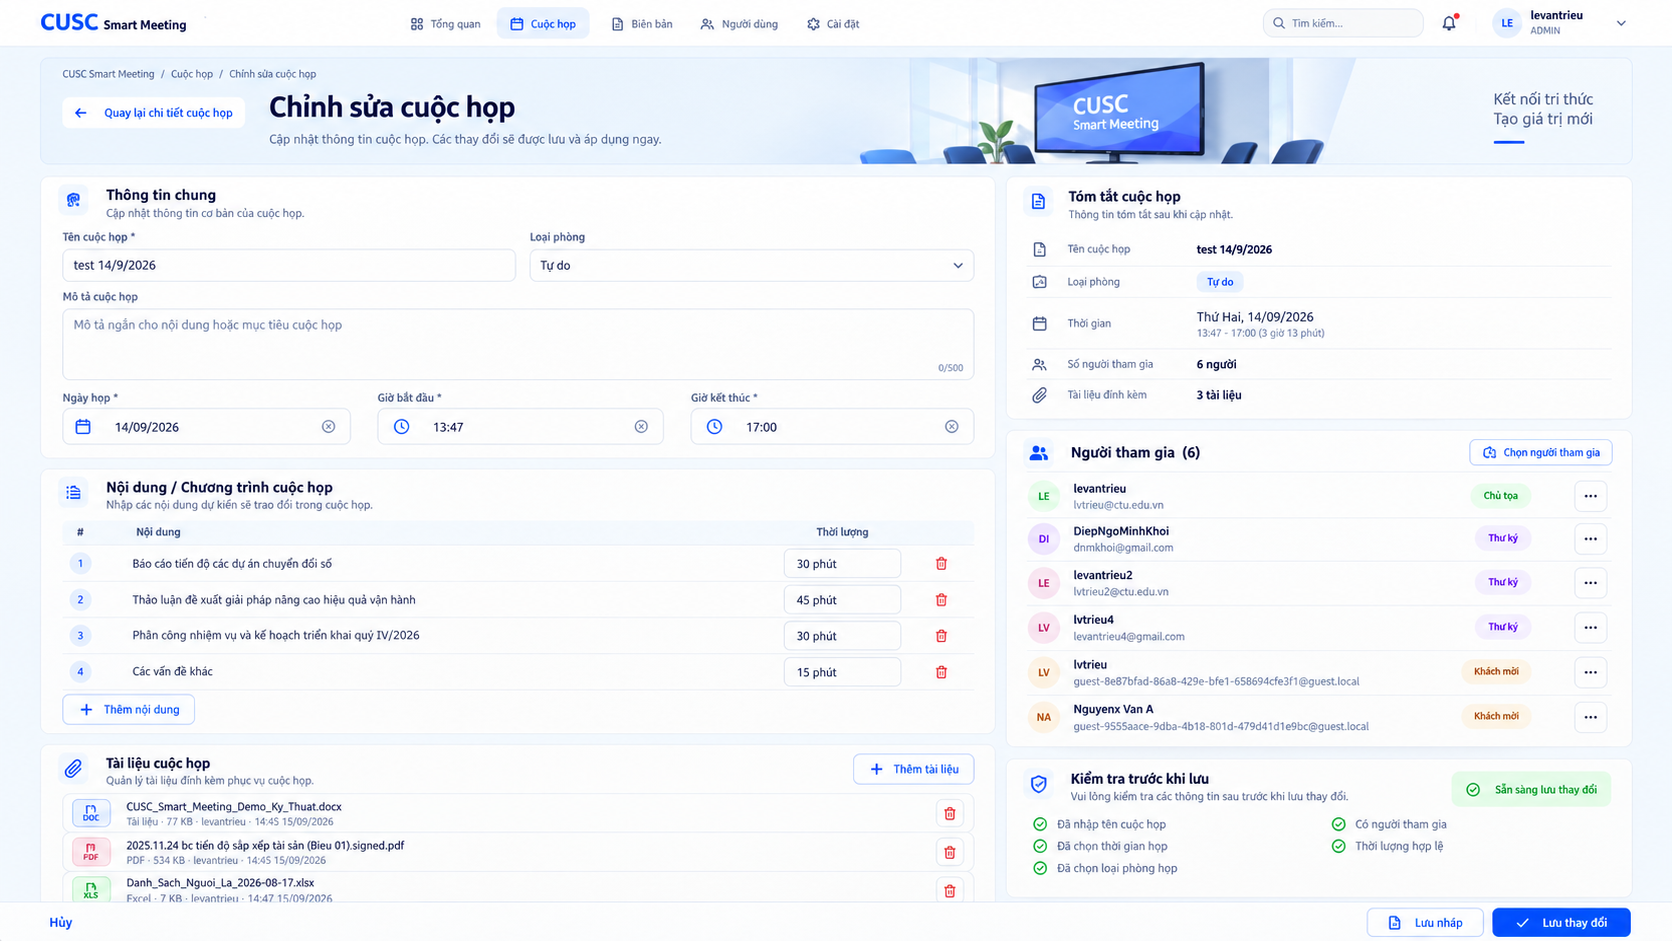 CUSC Smart Meeting
Tổng quan
Cuộc họp
Biên bản
Người dùng
Cài đặt
Tìm kiếm...
LE
levantrieu
ADMIN
CUSC Smart Meeting / Cuộc họp / Chỉnh sửa cuộc họp
Quay lại chi tiết cuộc họp
Chỉnh sửa cuộc họp
Cập nhật thông tin cuộc họp. Các thay đổi sẽ được lưu và áp dụng ngay.
CUSC
Smart Meeting
Kết nối tri thức
Tạo giá trị mới
Thông tin chung
Cập nhật thông tin cơ bản của cuộc họp.
Tên cuộc họp *
test 14/9/2026
Loại phòng
Tự do
Mô tả cuộc họp
Mô tả ngắn cho nội dung hoặc mục tiêu cuộc họp
0/500
Ngày họp *
14/09/2026
Giờ bắt đầu *
13:47
Giờ kết thúc *
17:00
Nội dung / Chương trình cuộc họp
Nhập các nội dung dự kiến sẽ trao đổi trong cuộc họp.
# Nội dung Thời lượng
1 Báo cáo tiến độ các dự án chuyển đổi số 30 phút
2 Thảo luận đề xuất giải pháp nâng cao hiệu quả vận hành 45 phút
3 Phân công nhiệm vụ và kế hoạch triển khai quý IV/2026 30 phút
4 Các vấn đề khác 15 phút
Thêm nội dung
Tài liệu cuộc họp
Quản lý tài liệu đính kèm phục vụ cuộc họp.
Thêm tài liệu
DOC
CUSC_Smart_Meeting_Demo_Ky_Thuat.docx
Tài liệu · 77 KB · levantrieu · 14:45 15/09/2026
PDF
2025.11.24 bc tiến độ sắp xếp tài sản (Bieu 01).signed.pdf
PDF · 534 KB · levantrieu · 14:45 15/09/2026
XLS
Danh_Sach_Nguoi_La_2026-08-17.xlsx
Excel · 7 KB · levantrieu · 14:47 15/09/2026
Tóm tắt cuộc họp
Thông tin tóm tắt sau khi cập nhật.
Tên cuộc họp test 14/9/2026
Loại phòng Tự do
Thời gian Thứ Hai, 14/09/2026
13:47 - 17:00 (3 giờ 13 phút)
Số người tham gia 6 người
Tài liệu đính kèm 3 tài liệu
Người tham gia (6)
Chọn người tham gia
LE levantrieu Chủ tọa
lvtrieu@ctu.edu.vn
DI DiepNgoMinhKhoi Thư ký
dnmkhoi@gmail.com
LE levantrieu2 Thư ký
lvtrieu2@ctu.edu.vn
LV lvtrieu4 Thư ký
levantrieu4@gmail.com
LV lvtrieu Khách mời
guest-8e87bfad-86a8-429e-bfe1-658694cfe3f1@guest.local
NA Nguyenx Van A Khách mời
guest-9555aace-9dba-4b18-801d-479d41d1e9bc@guest.local
Kiểm tra trước khi lưu
Vui lòng kiểm tra các thông tin sau trước khi lưu thay đổi.
Sẵn sàng lưu thay đổi
Đã nhập tên cuộc họp
Có người tham gia
Đã chọn thời gian họp
Thời lượng hợp lệ
Đã chọn loại phòng họp
Hủy
Lưu nháp
Lưu thay đổi